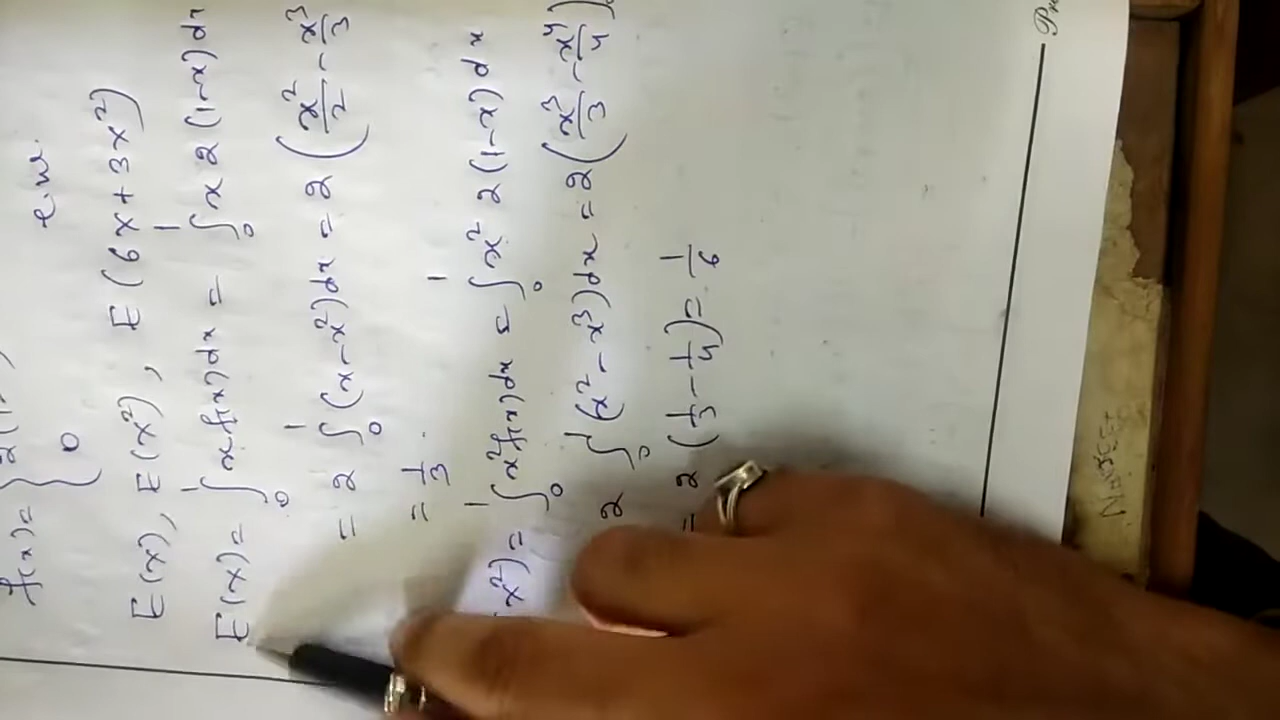 f(x) = { 2(1-
0 e.w.
E(x), E(x²), E(6x+3x²)
E(x) = ∫₀¹ x f(x)dx = ∫₀¹ x 2(1-x)dx
= 2 ∫₀¹ (x-x²)dx = 2 (x²/2 - x³/3
= 1/3.
(x²) = ∫₀¹ x² f(x)dx = ∫₀¹ x² 2(1-x)dx
2 ∫₀¹ (x²-x³)dx = 2 (x³/3 - x⁴/4)
= 2 (1/3 - 1/4) = 1/6